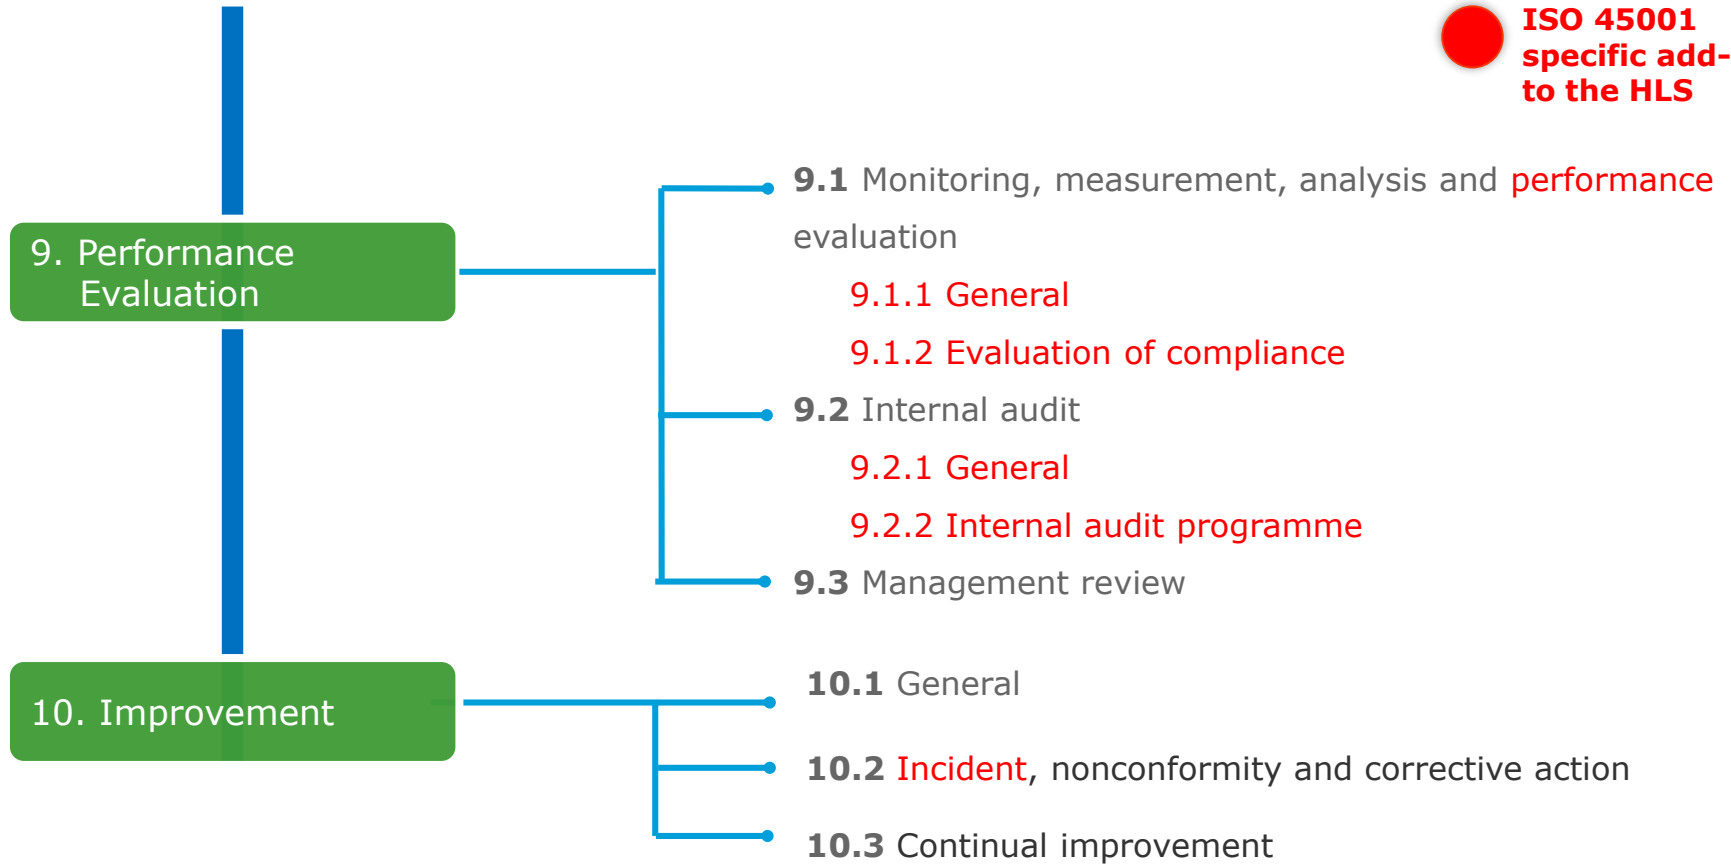 ISO 45001
specific add-
to the HLS
9.1 Monitoring, measurement, analysis and performance
evaluation
9. Performance
Evaluation
9.1.1 General
9.1.2 Evaluation of compliance
9.2 Internal audit
9.2.1 General
9.2.2 Internal audit programme
9.3 Management review
10. Improvement
10.1 General
10.2 Incident, nonconformity and corrective action
10.3 Continual improvement